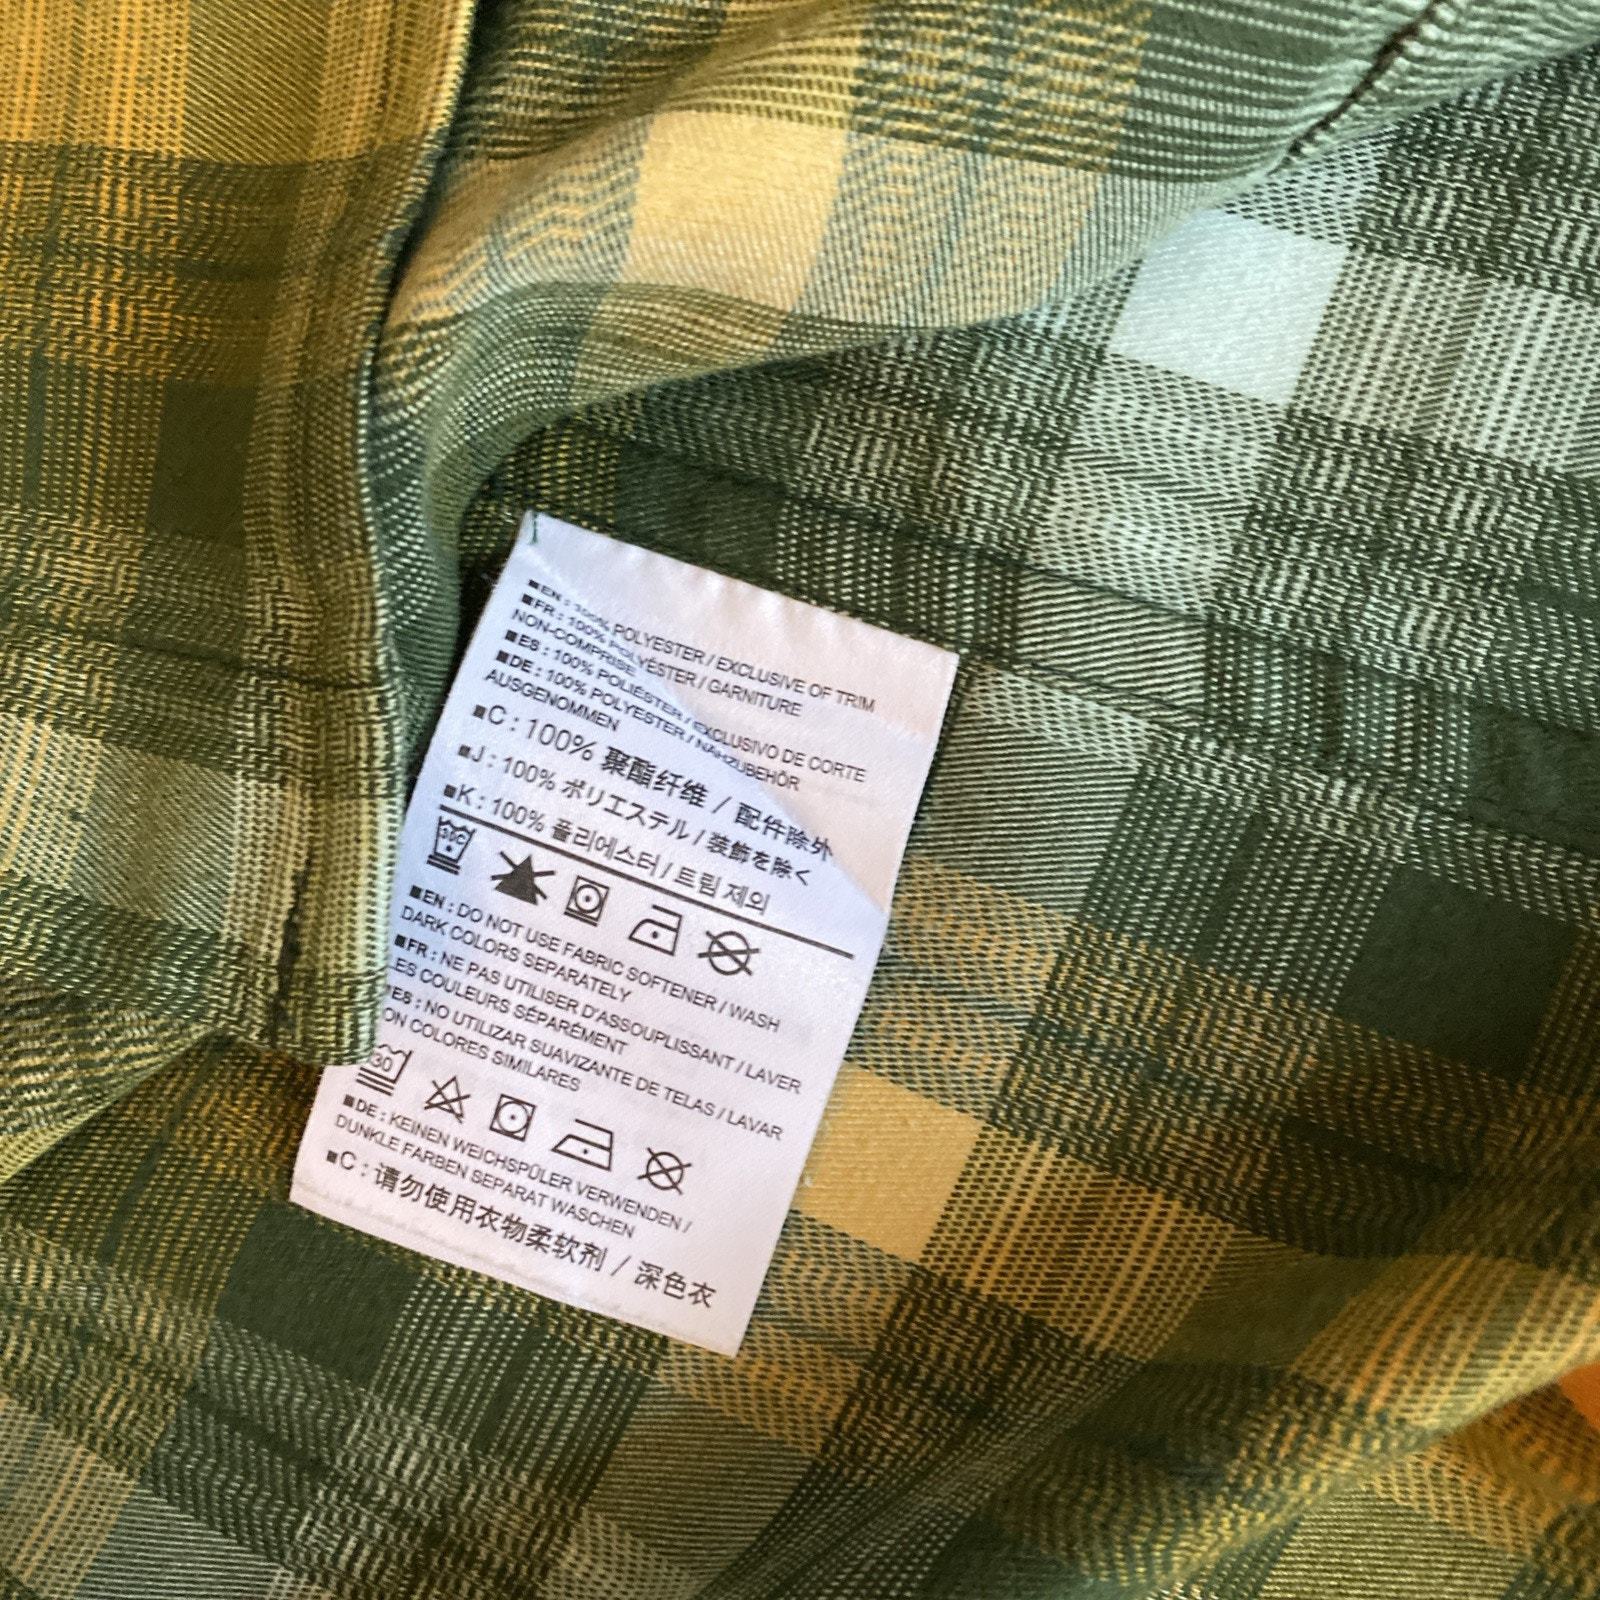 ■EN : 100% POLYESTER / EXCLUSIVE OF TRIM
■FR : 100% POLYÉSTER / GARNITURE
NON-COMPRISE
■ES : 100% POLIÉSTER / EXCLUSIVO DE CORTE
■DE : 100% POLYESTER / NÄHZUBEHÖR
AUSGENOMMEN
■C : 100% 聚酯纤维 / 配件除外
■J : 100% ポリエステル / 装飾を除く
■K : 100% 폴리에스터 / 트림 제외
30C
■EN : DO NOT USE FABRIC SOFTENER / WASH
DARK COLORS SEPARATELY
■FR : NE PAS UTILISER D'ASSOUPLISSANT / LAVER
LES COULEURS SÉPARÉMENT
ES : NO UTILIZAR SUAVIZANTE DE TELAS / LAVAR
ON COLORES SIMILARES
30
■DE : KEINEN WEICHSPÜLER VERWENDEN /
DUNKLE FARBEN SEPARAT WASCHEN
■C : 请勿使用衣物柔软剂 / 深色衣